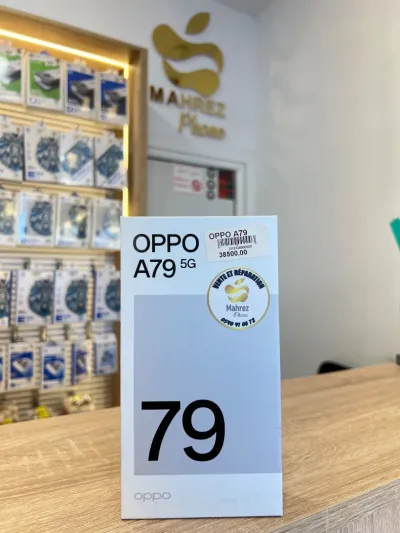 MAHREZ
Phone
OPPO
A79 5G
OPPO A79
38500.00
VENTE ET RÉPARATION
Mahrez
Phone
79
oppo